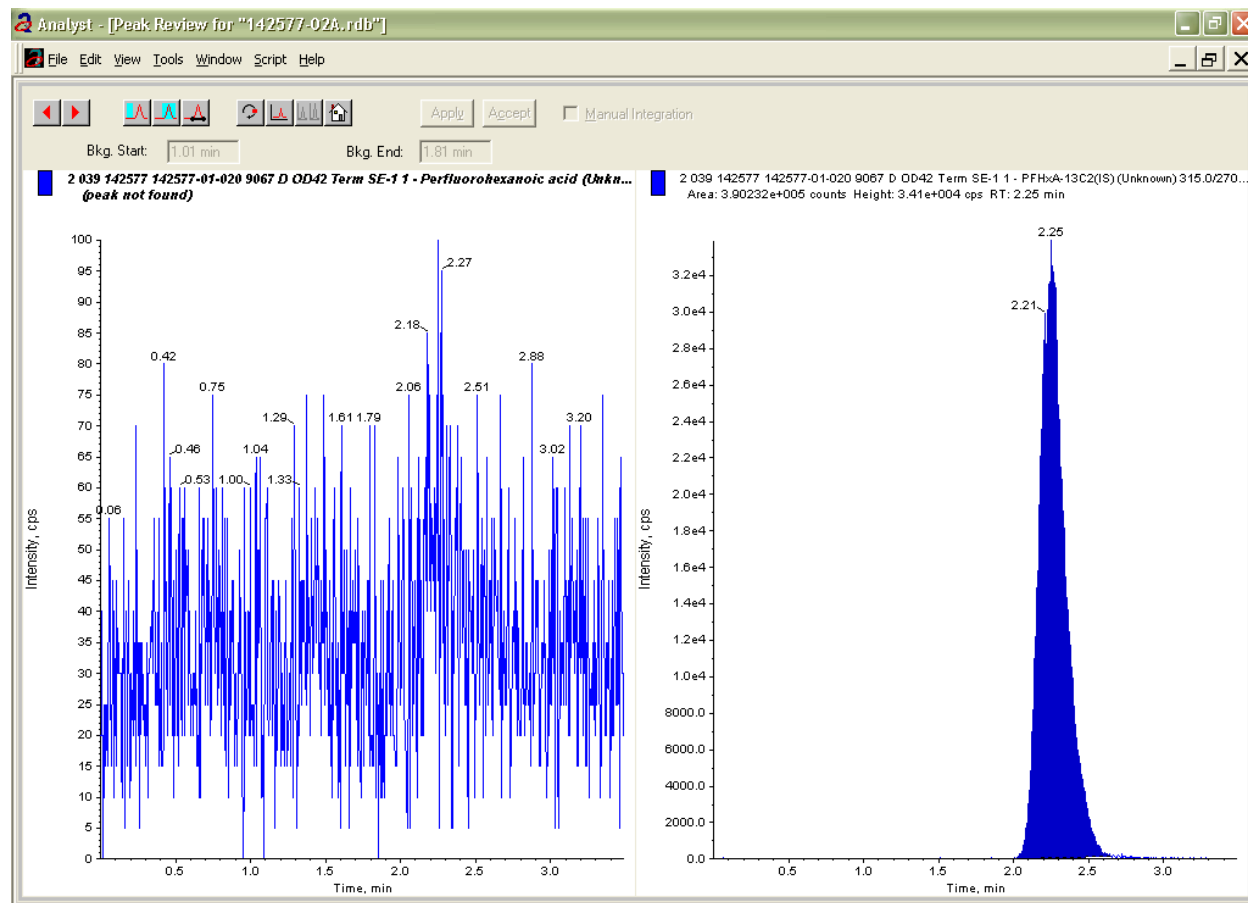 Analyst - [Peak Review for "142577-02A.rdb"]
File Edit View Tools Window Script Help
Apply Accept Manual Integration
Bkg. Start: 1.01 min Bkg. End: 1.81 min
2 039 142577 142577-01-020 9067 D OD42 Term SE-1 1 - Perfluorohexanoic acid (Unkn...
(peak not found)
100
95
90
85
80
75
70
65
60
55
50
45
40
35
30
25
20
15
10
5
0
Intensity, cps
0.06
0.42
0.46
0.53
0.75
1.00
1.04
1.29
1.33
1.61
1.79
2.06
2.18
2.27
2.51
2.88
3.02
3.20
0.5 1.0 1.5 2.0 2.5 3.0
Time, min
2 039 142577 142577-01-020 9067 D OD42 Term SE-1 1 - PFHxA-13C2(IS) (Unknown) 315.0/270...
Area: 3.90232e+005 counts Height: 3.41e+004 cps RT: 2.25 min
2.25
2.21
3.2e4
3.0e4
2.8e4
2.6e4
2.4e4
2.2e4
2.0e4
1.8e4
1.6e4
1.4e4
1.2e4
1.0e4
8000.0
6000.0
4000.0
2000.0
0.0
Intensity, cps
0.5 1.0 1.5 2.0 2.5 3.0
Time, min